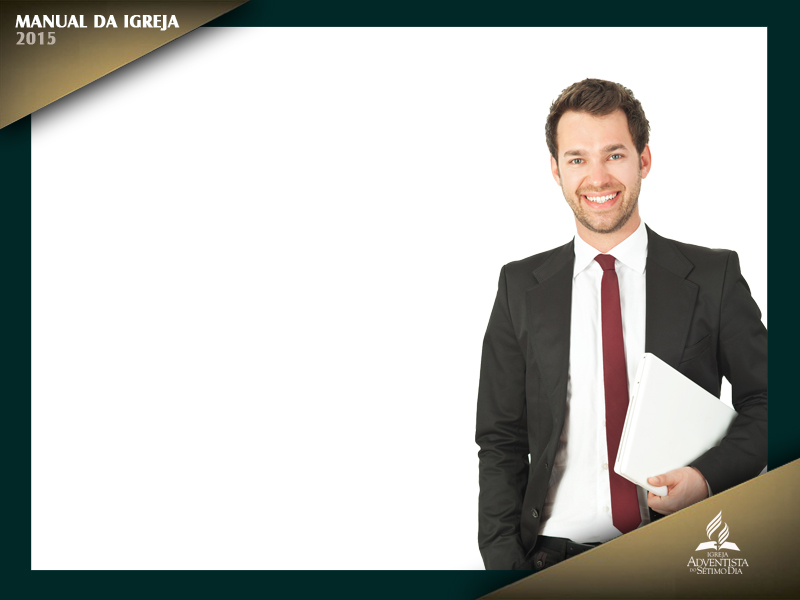 MANUAL DA IGREJA
2015
IGREJA
ADVENTISTA
DO SÉTIMO DIA